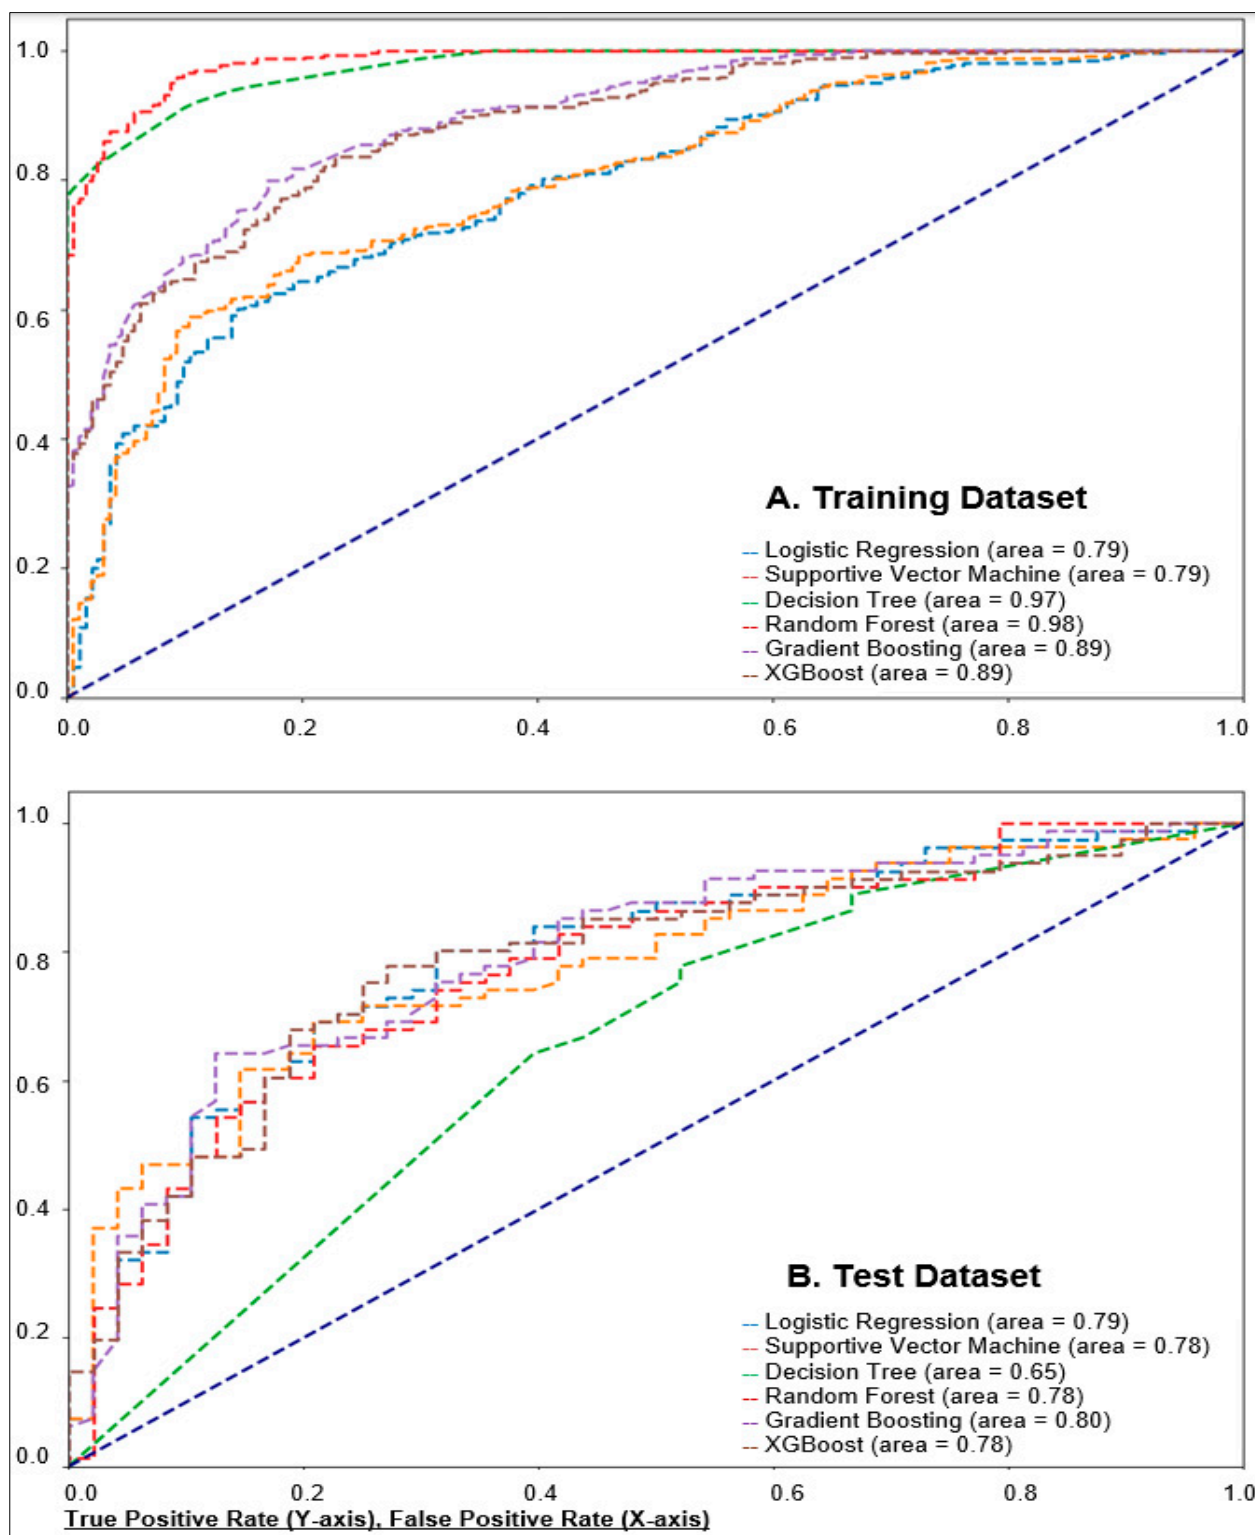 1.0
0.8
0.6
0.4
0.2
0.0
A. Training Dataset
-- Logistic Regression (area = 0.79)
-- Supportive Vector Machine (area = 0.79)
-- Decision Tree (area = 0.97)
-- Random Forest (area = 0.98)
-- Gradient Boosting (area = 0.89)
-- XGBoost (area = 0.89)
0.0 0.2 0.4 0.6 0.8 1.0
1.0
0.8
0.6
0.4
0.2
0.0
B. Test Dataset
-- Logistic Regression (area = 0.79)
-- Supportive Vector Machine (area = 0.78)
-- Decision Tree (area = 0.65)
-- Random Forest (area = 0.78)
-- Gradient Boosting (area = 0.80)
-- XGBoost (area = 0.78)
0.0 0.2 0.4 0.6 0.8 1.0
True Positive Rate (Y-axis), False Positive Rate (X-axis)